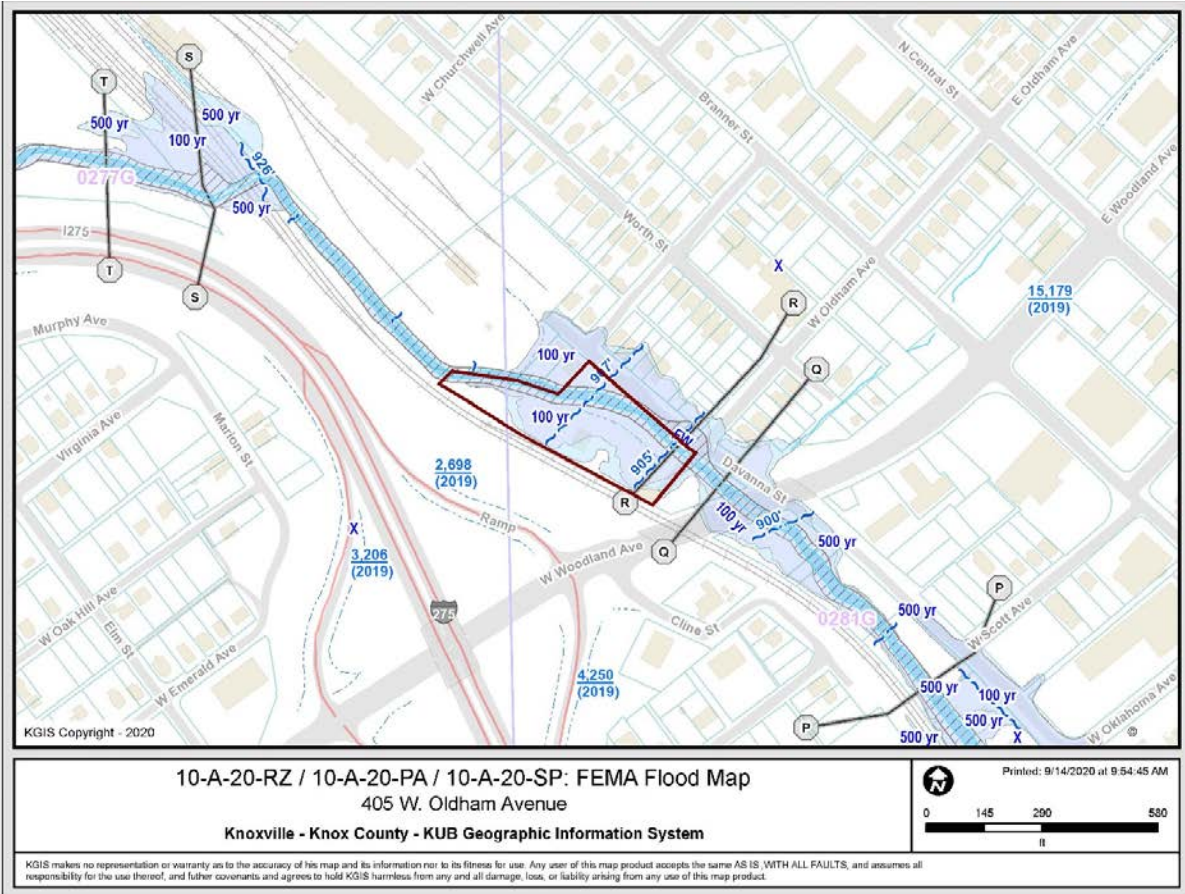 S
T
W Churchwell Ave
N Central St
E Oldham Ave
500 yr
500 yr
100 yr
Branner St
926'
0277G
500 yr
E Woodland Ave
I275
Worth St
T
S
X
R
W Oldham Ave
15,179
(2019)
Murphy Ave
100 yr
907'
Q
100 yr
Virginia Ave
Marion St
FW
905'
2,698
(2019)
Davanna St
R
Ramp
100 yr
900'
X
500 yr
W Woodland Ave
Q
3,206
(2019)
P
275
W Oak Hill Ave
Elm St
0281G
500 yr
W Scott Ave
Cline St
W Emerald Ave
4,250
(2019)
500 yr
100 yr
W Oklahoma Ave
500 yr
P
500 yr
X
KGIS Copyright - 2020
©
10-A-20-RZ / 10-A-20-PA / 10-A-20-SP: FEMA Flood Map
405 W. Oldham Avenue
Knoxville - Knox County - KUB Geographic Information System
N
Printed: 9/14/2020 at 9:54:45 AM
0 145 290 580
ft
KGIS makes no representation or warranty as to the accuracy of his map and its information nor to its fitness for use. Any user of this map product accepts the same AS IS ,WITH ALL FAULTS, and assumes all
responsibility for the use thereof, and futher covenants and agrees to hold KGIS harmless from any and all damage, loss, or liability arising from any use of this map product.